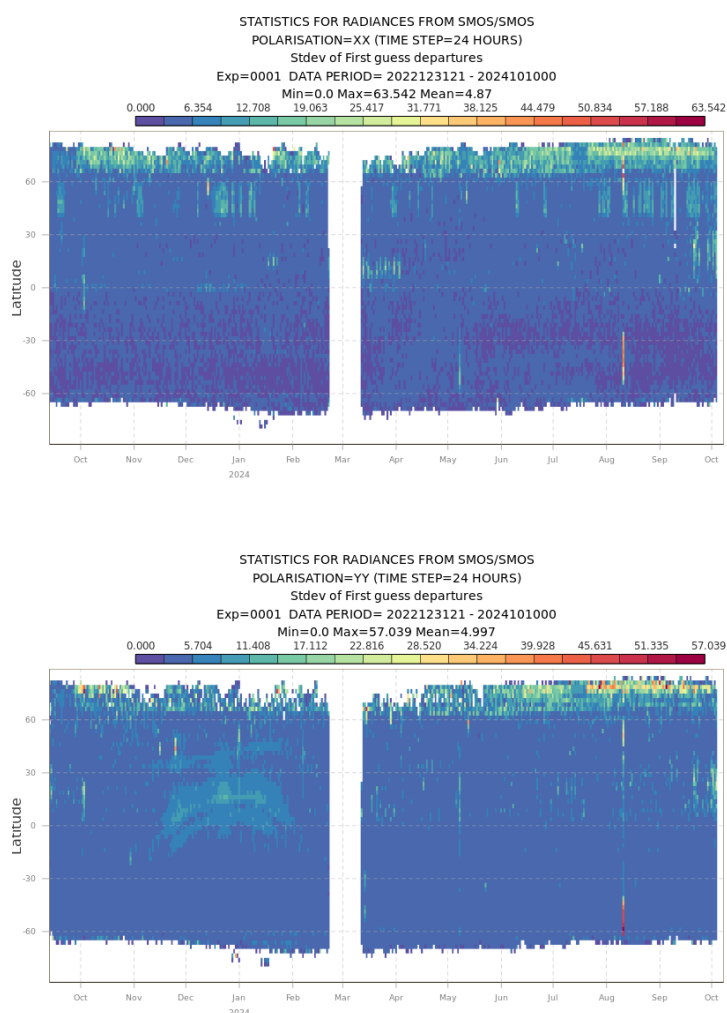 STATISTICS FOR RADIANCES FROM SMOS/SMOS
POLARISATION=XX (TIME STEP=24 HOURS)
Stdev of First guess departures
Exp=0001 DATA PERIOD= 2022123121 - 2024101000
Min=0.0 Max=63.542 Mean=4.87
0.000 6.354 12.708 19.063 25.417 31.771 38.125 44.479 50.834 57.188 63.542
60
30
0
-30
-60
Latitude
Oct Nov Dec Jan Feb Mar Apr May Jun Jul Aug Sep Oct
2024
STATISTICS FOR RADIANCES FROM SMOS/SMOS
POLARISATION=YY (TIME STEP=24 HOURS)
Stdev of First guess departures
Exp=0001 DATA PERIOD= 2022123121 - 2024101000
Min=0.0 Max=57.039 Mean=4.997
0.000 5.704 11.408 17.112 22.816 28.520 34.224 39.928 45.631 51.335 57.039
60
30
0
-30
-60
Latitude
Oct Nov Dec Jan Feb Mar Apr May Jun Jul Aug Sep Oct
2024